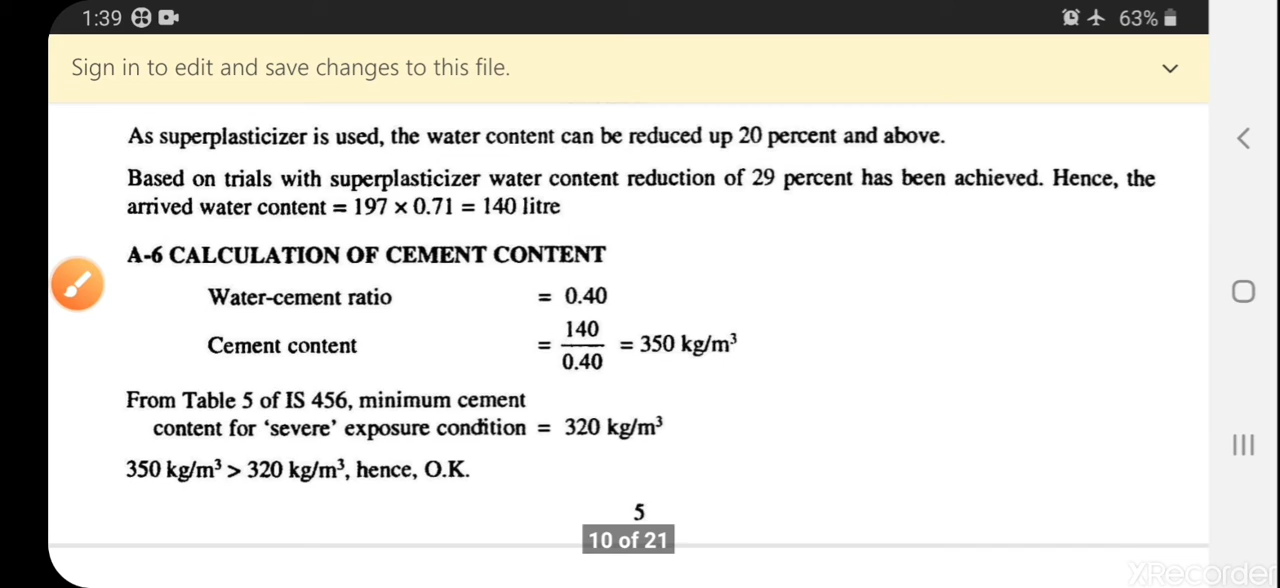 1:39
63%
Sign in to edit and save changes to this file.
As superplasticizer is used, the water content can be reduced up 20 percent and above.
Based on trials with superplasticizer water content reduction of 29 percent has been achieved. Hence, the
arrived water content = 197 × 0.71 = 140 litre
A-6 CALCULATION OF CEMENT CONTENT
Water-cement ratio = 0.40
Cement content = 140 / 0.40 = 350 kg/m³
From Table 5 of IS 456, minimum cement
content for ‘severe’ exposure condition = 320 kg/m³
350 kg/m³ > 320 kg/m³, hence, O.K.
5
10 of 21
XRecorder